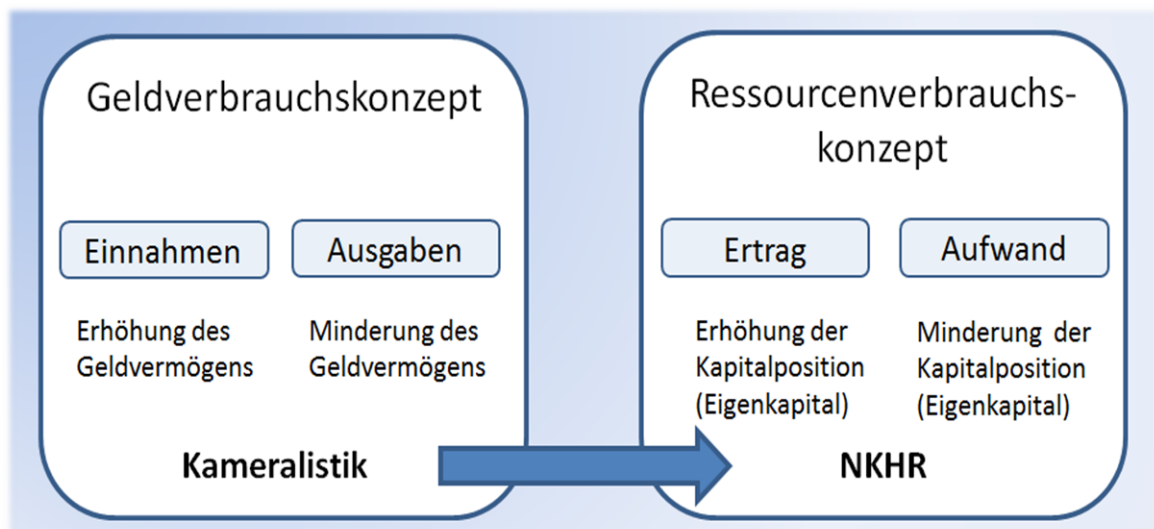 Geldverbrauchskonzept
Einnahmen
Ausgaben
Erhöhung des
Geldvermögens
Minderung des
Geldvermögens
Kameralistik
Ressourcenverbrauchs-
konzept
Ertrag
Aufwand
Erhöhung der
Kapitalposition
(Eigenkapital)
Minderung der
Kapitalposition
(Eigenkapital)
NKHR